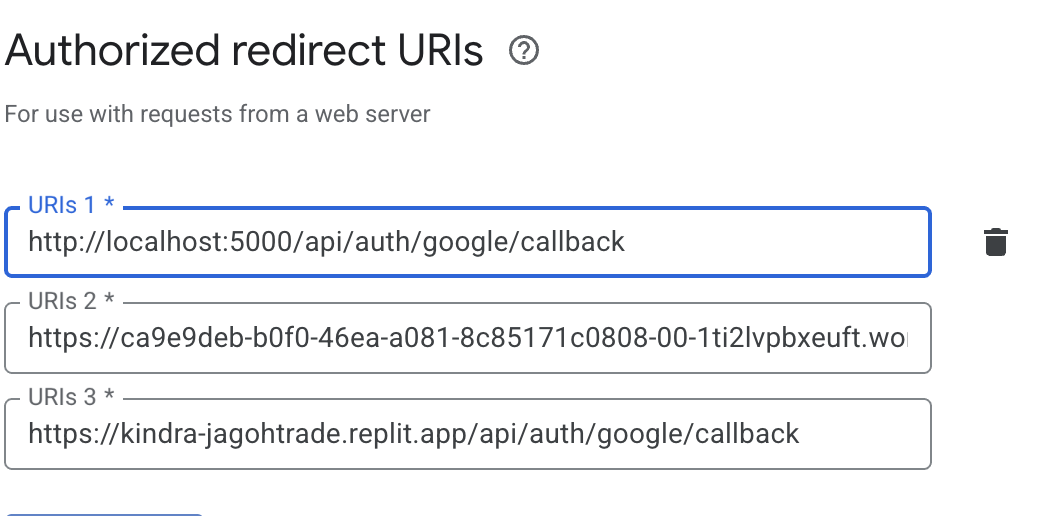 Authorized redirect URIs
For use with requests from a web server
URIs 1 *
http://localhost:5000/api/auth/google/callback
URIs 2 *
https://ca9e9deb-b0f0-46ea-a081-8c85171c0808-00-1ti2lvpbxeuft.wo
URIs 3 *
https://kindra-jagohtrade.replit.app/api/auth/google/callback